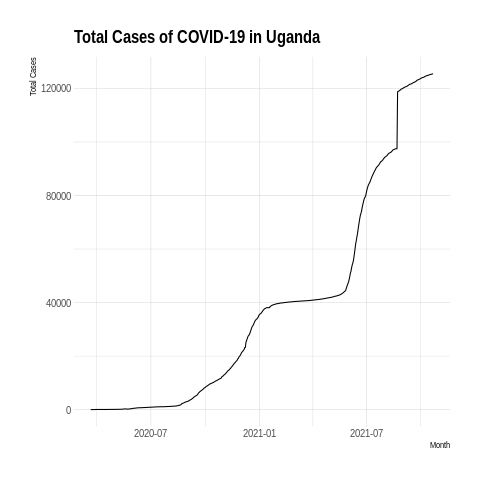 Total Cases of COVID-19 in Uganda
Total Cases
120000
80000
40000
0
2020-07
2021-01
2021-07
Month